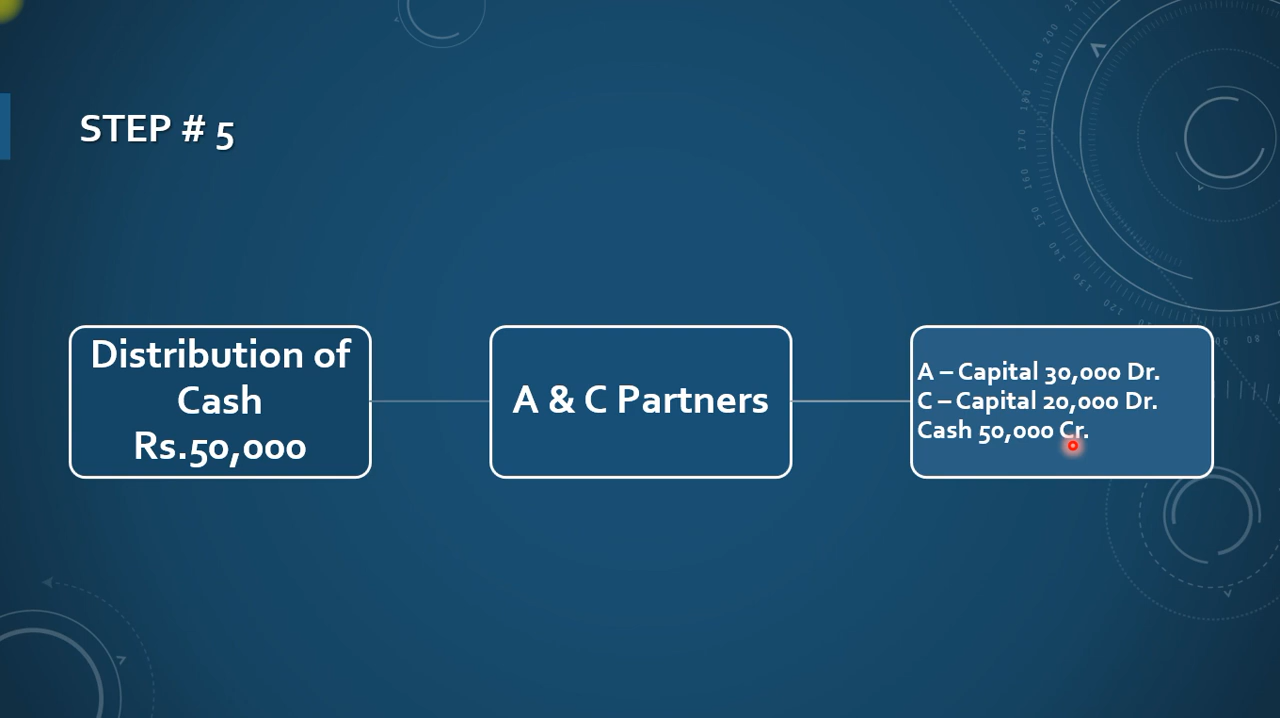 STEP # 5
Distribution of
Cash
Rs.50,000
A & C Partners
A – Capital 30,000 Dr.
C – Capital 20,000 Dr.
Cash 50,000 Cr.